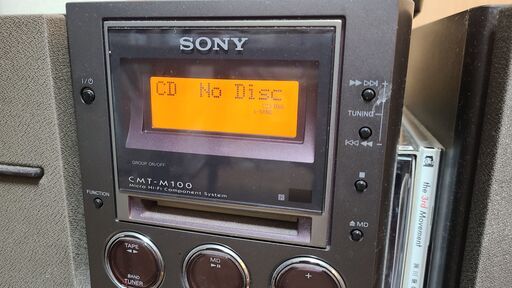 SONY
I/⏻
CD No Disc
TUNING
+
−
GROUP ON/OFF
CMT-M100
Micro Hi-Fi Component System
FUNCTION
MD
TAPE
BAND
TUNER
MD
+
the 3rd Movement